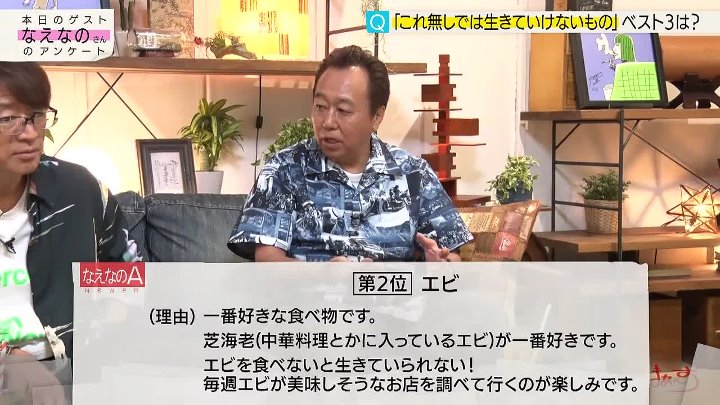 本日のゲスト
なえなのさん
のアンケート
Q「これ無しでは生きていけないもの」ベスト3は?
なえなのA
NSWER
第2位 エビ
(理由) 一番好きな食べ物です。
芝海老(中華料理とかに入っているエビ)が一番好きです。
エビを食べないと生きていられない!
毎週エビが美味しそうなお店を調べて行くのが楽しみです。